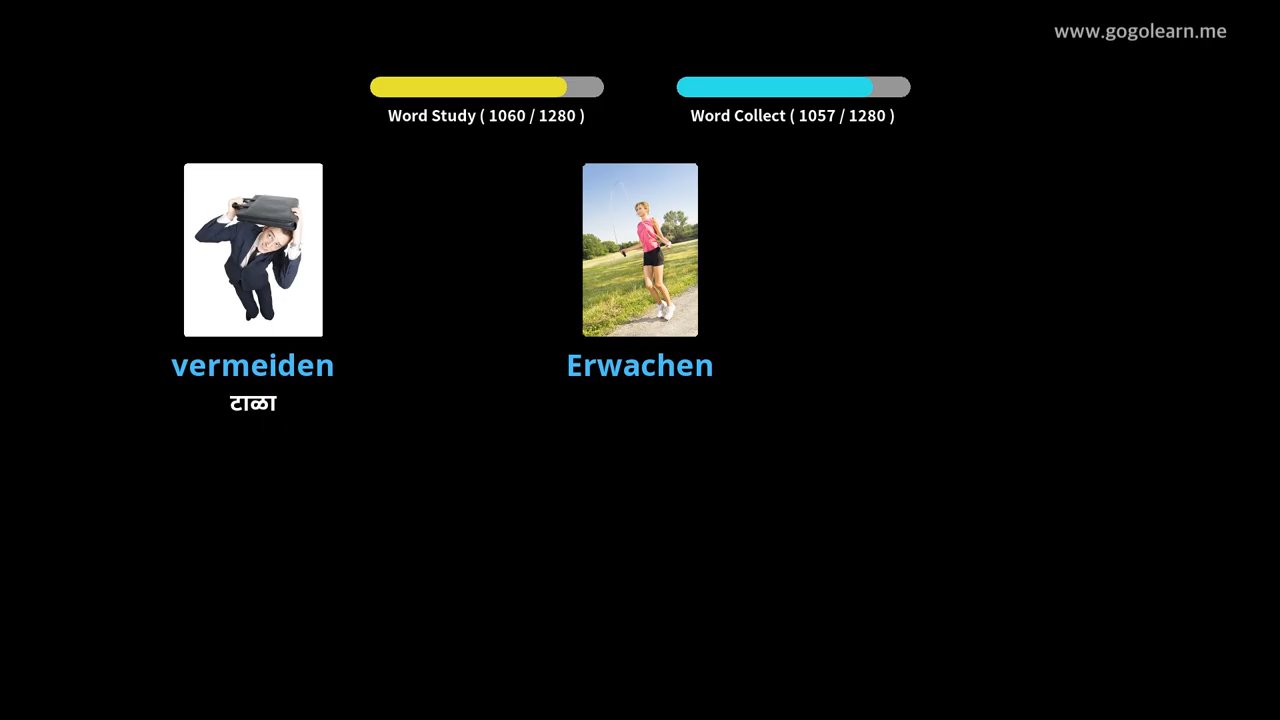 www.gogolearn.me
Word Study ( 1060 / 1280 )
Word Collect ( 1057 / 1280 )
vermeiden
Erwachen
टाळा